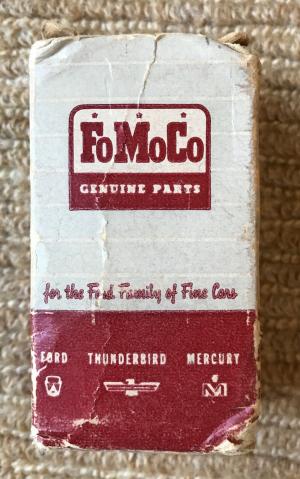 FoMoCo
GENUINE PARTS
for the Ford Family of Fine Cars
FORD THUNDERBIRD MERCURY
M